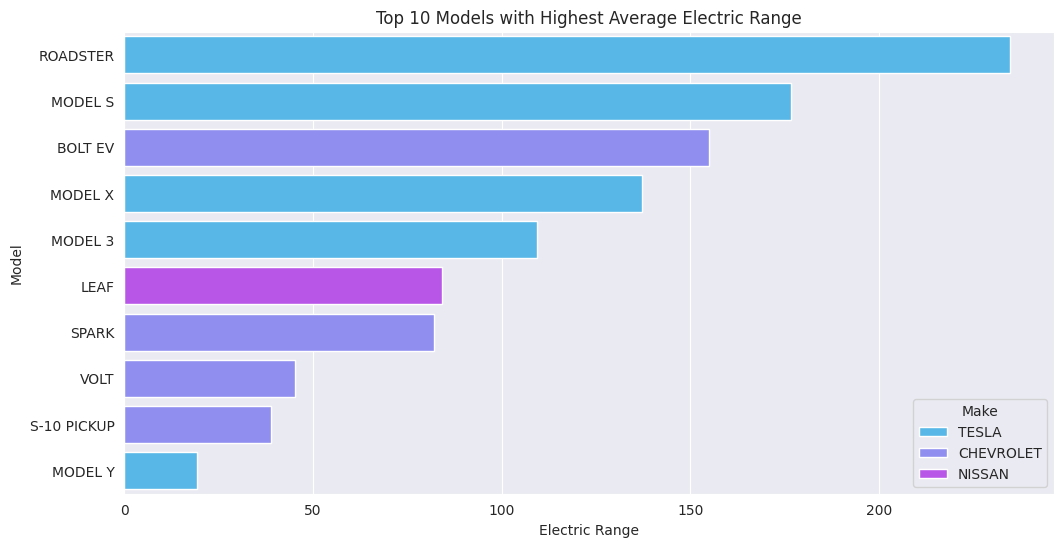 Top 10 Models with Highest Average Electric Range
Model
ROADSTER
MODEL S
BOLT EV
MODEL X
MODEL 3
LEAF
SPARK
VOLT
S-10 PICKUP
MODEL Y
Make
TESLA
CHEVROLET
NISSAN
0 50 100 150 200
Electric Range